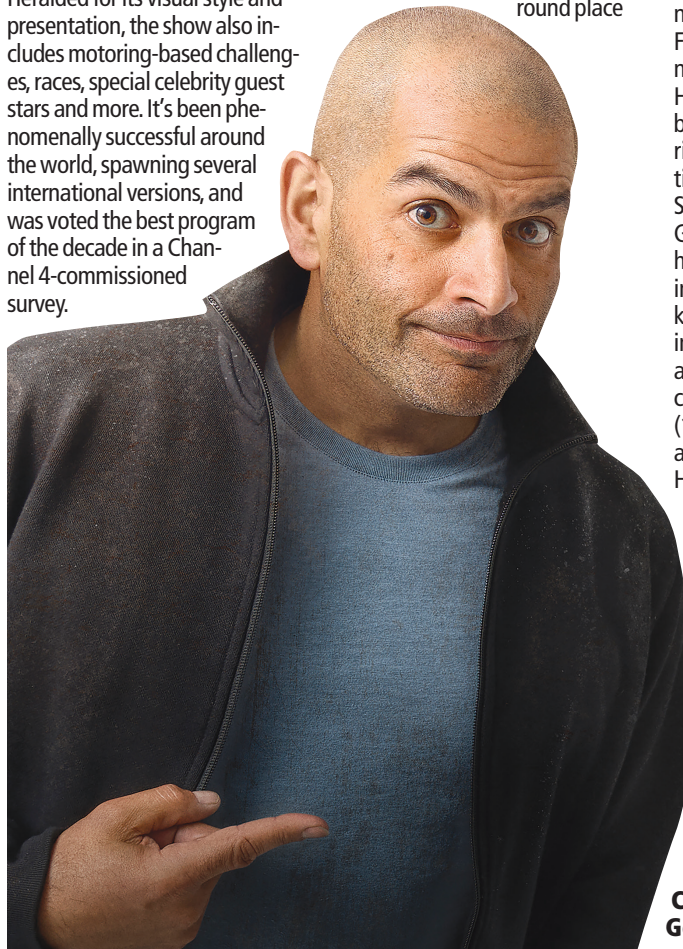 Heralded for its visual style and
presentation, the show also in-
cludes motoring-based challeng-
es, races, special celebrity guest
stars and more. It’s been phe-
nomenally successful around
the world, spawning several
international versions, and
was voted the best program
of the decade in a Chan-
nel 4-commissioned
survey.
round place